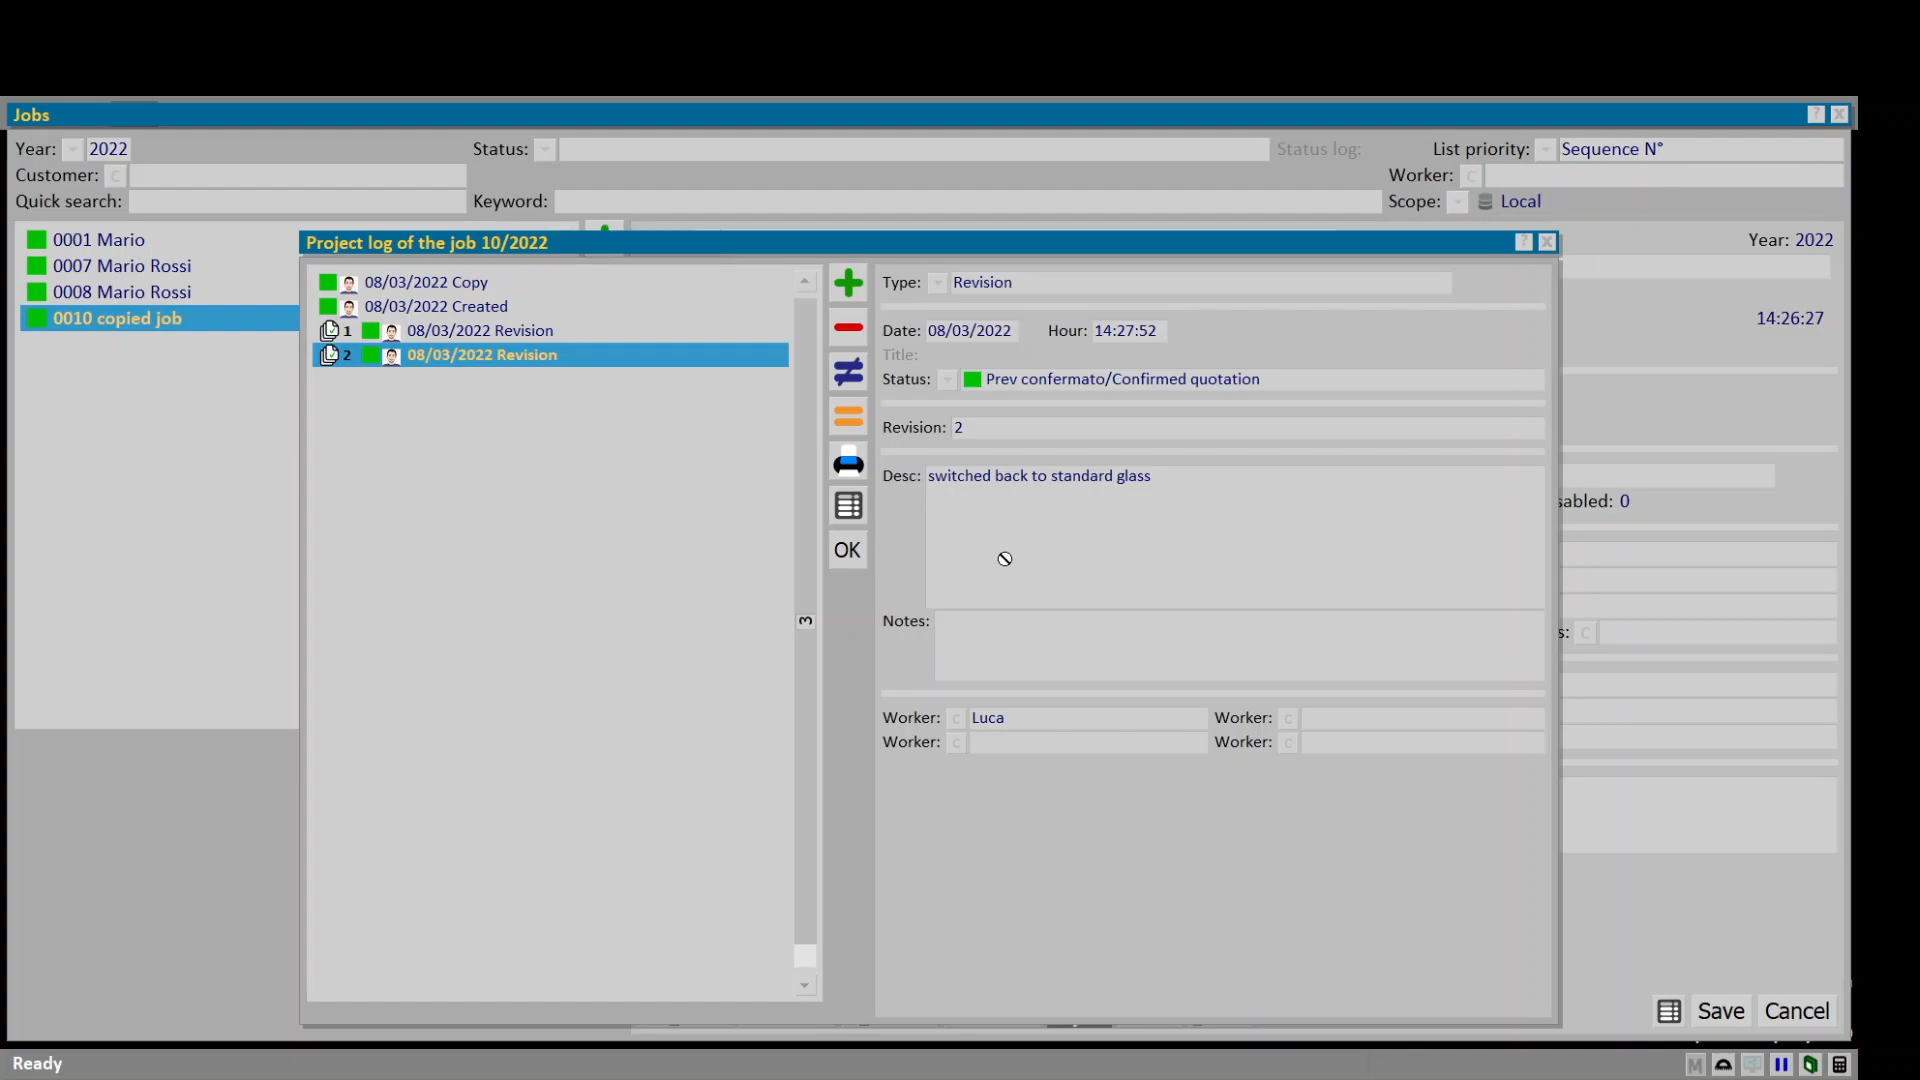 Jobs
? X
Year: 2022 Status: Status log: List priority: Sequence N°
Customer: C Worker: C
Quick search: Keyword: Scope: Local
0001 Mario
0007 Mario Rossi
0008 Mario Rossi
0010 copied job
Year: 2022
14:26:27
sabled: 0
s: C
Project log of the job 10/2022
? X
08/03/2022 Copy
08/03/2022 Created
1 08/03/2022 Revision
2 08/03/2022 Revision
3
OK
Type: Revision
Date: 08/03/2022 Hour: 14:27:52
Title:
Status: Prev confermato/Confirmed quotation
Revision: 2
Desc: switched back to standard glass
Notes:
Worker: C Luca Worker: C
Worker: C Worker: C
Save Cancel
Ready
M